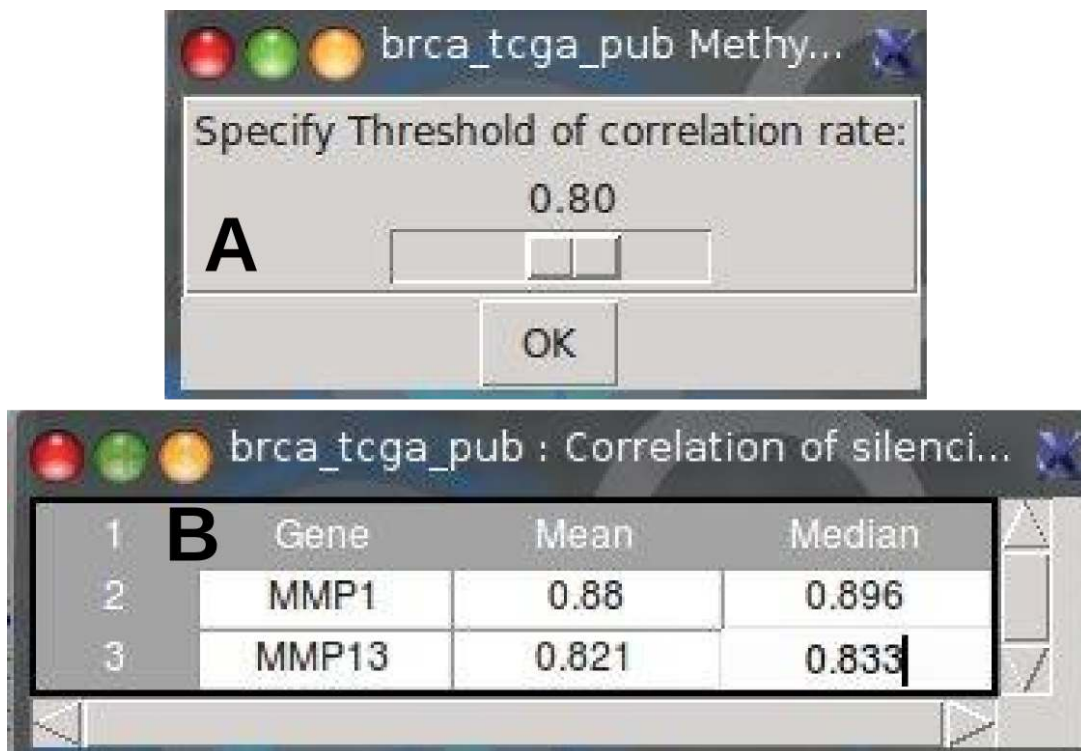 brca_tcga_pub Methy...
Specify Threshold of correlation rate:
0.80
A
OK
brca_tcga_pub : Correlation of silenci...
1 B Gene Mean Median
2 MMP1 0.88 0.896
3 MMP13 0.821 0.833